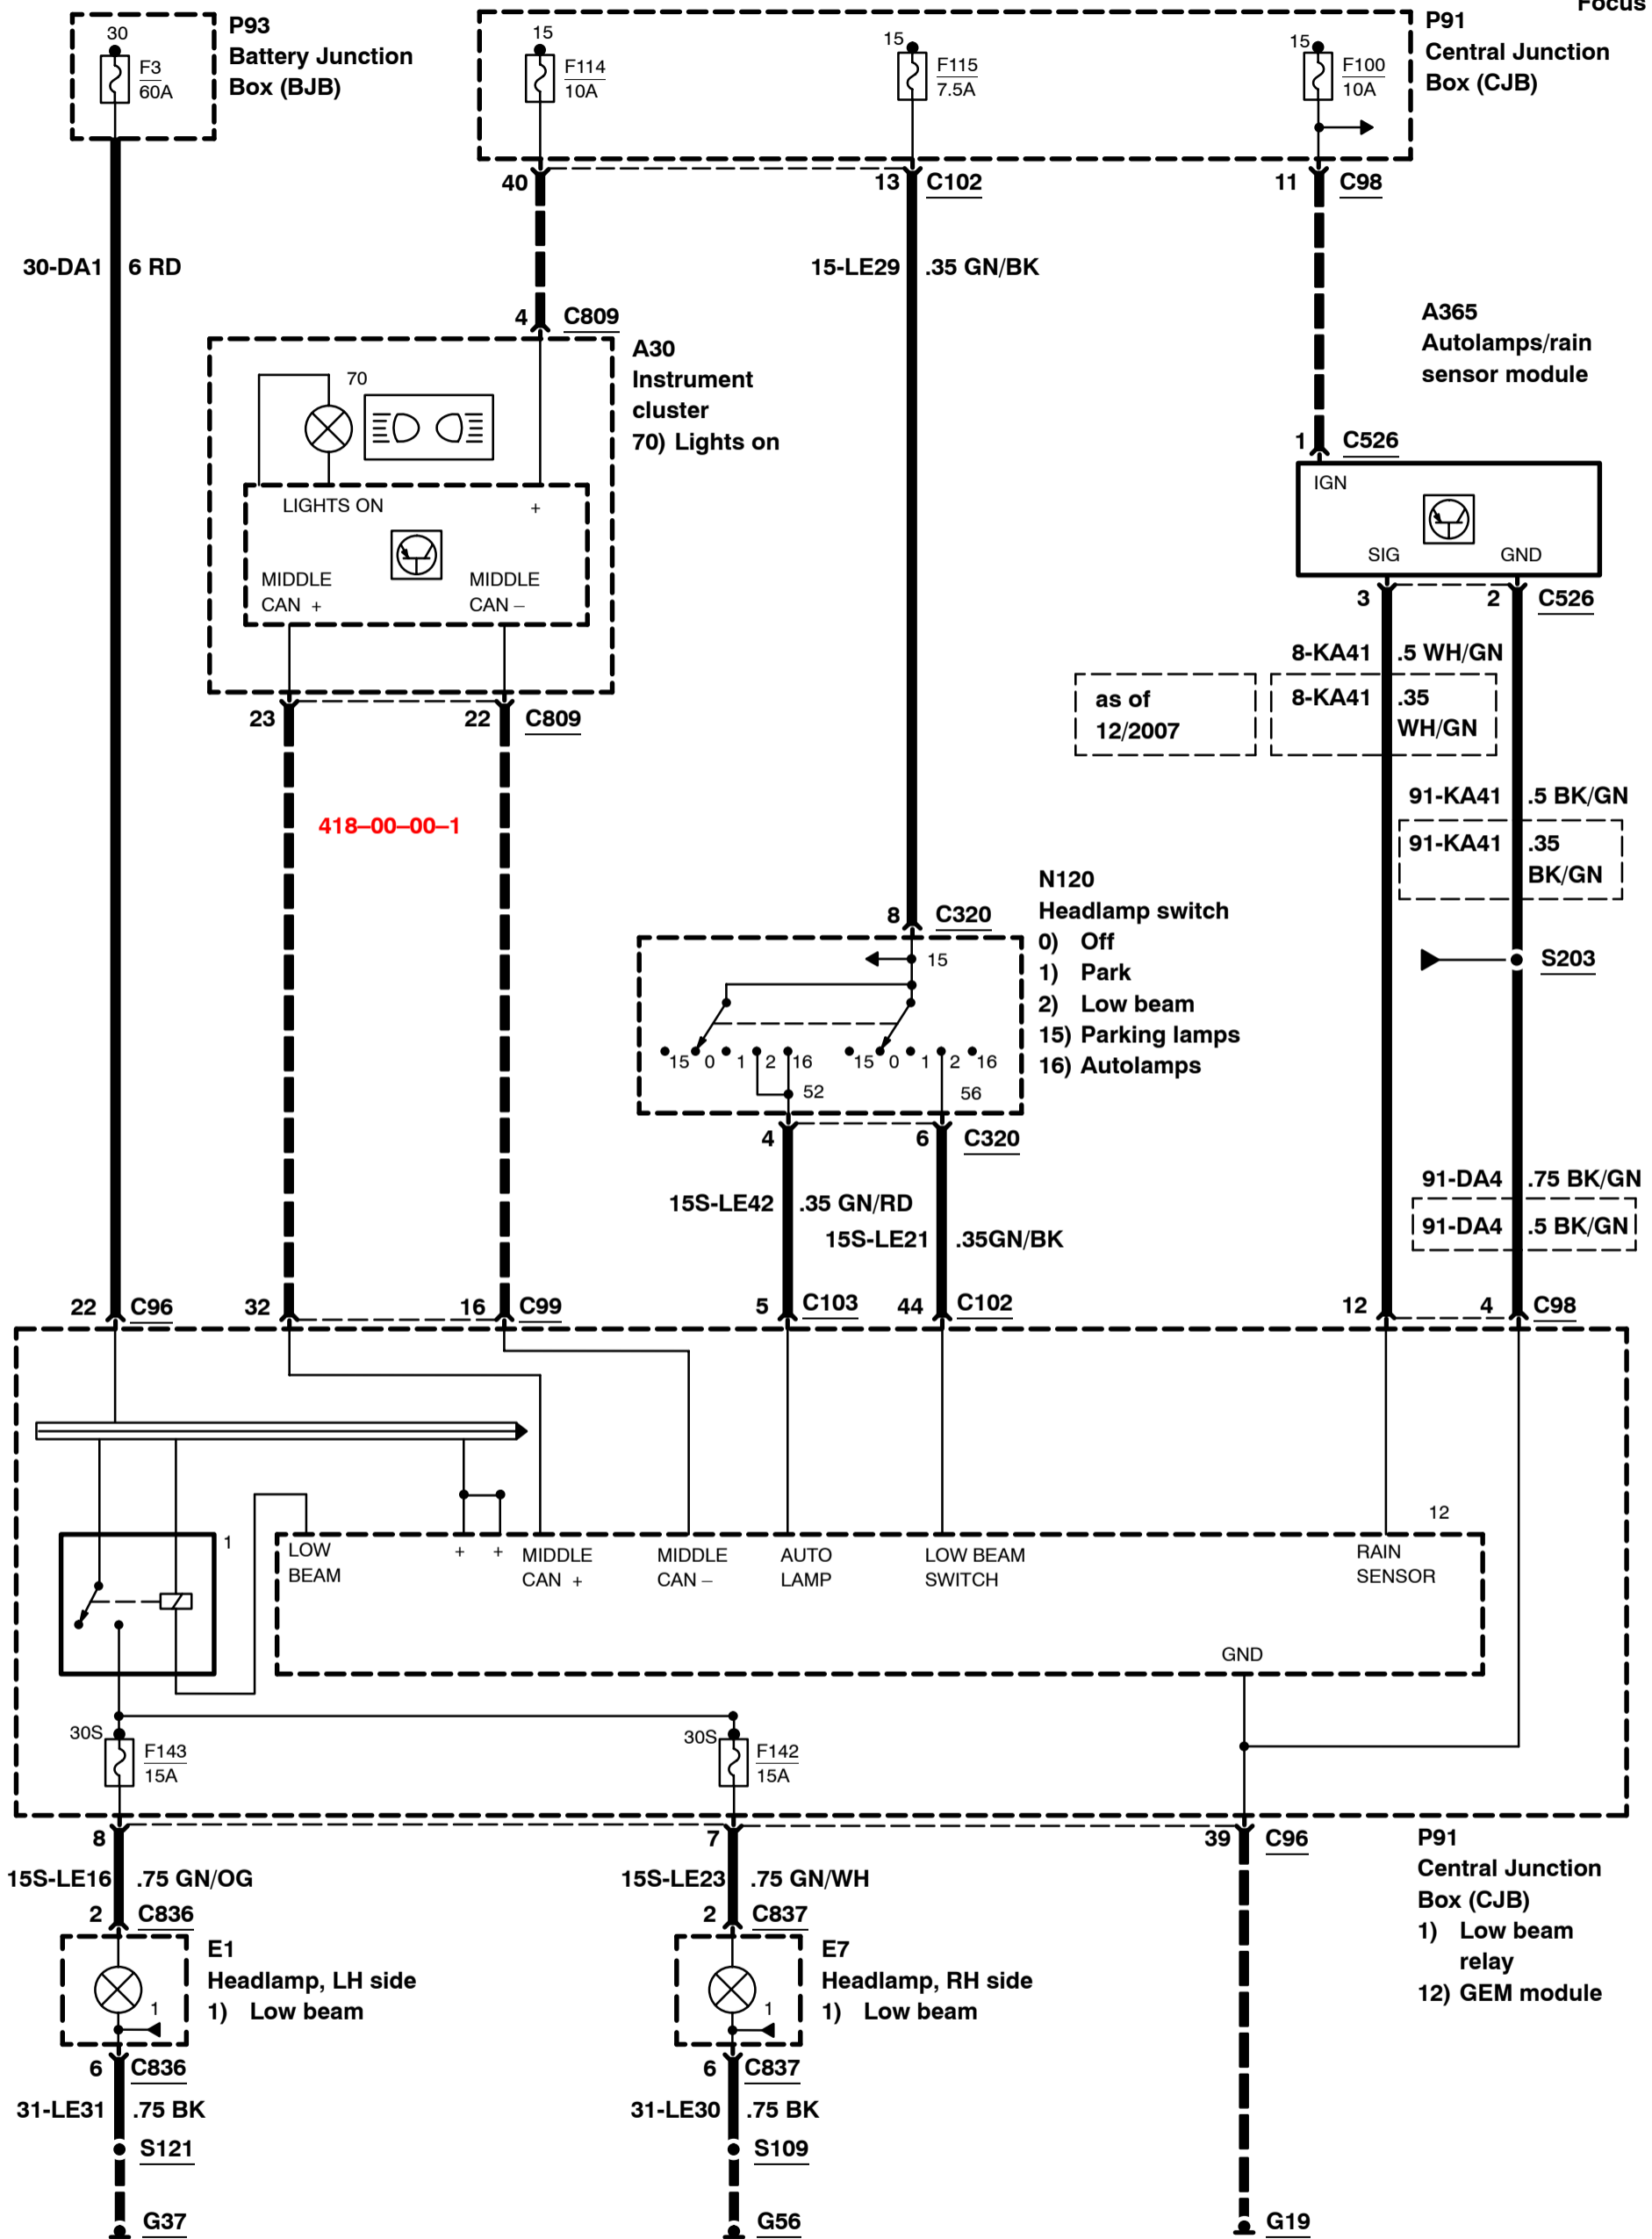 Focus
30
F3
60A
P93
Battery Junction
Box (BJB)
15
F114
10A
15
F115
7.5A
15
F100
10A
P91
Central Junction
Box (CJB)
40
13
C102
11
C98
30-DA1
6 RD
15-LE29
.35 GN/BK
4
C809
A30
Instrument
cluster
70) Lights on
70
LIGHTS ON
+
MIDDLE
CAN +
MIDDLE
CAN –
23
22
C809
418–00–00–1
A365
Autolamps/rain
sensor module
1
C526
IGN
SIG
GND
3
2
C526
8-KA41
.5 WH/GN
as of
12/2007
8-KA41
.35
WH/GN
91-KA41
.5 BK/GN
91-KA41
.35
BK/GN
S203
8
C320
N120
Headlamp switch
0) Off
1) Park
2) Low beam
15) Parking lamps
16) Autolamps
15
15 0 1 2 16
15 0 1 2 16
52
56
4
6
C320
15S-LE42
.35 GN/RD
15S-LE21
.35GN/BK
91-DA4
.75 BK/GN
91-DA4
.5 BK/GN
22
C96
32
16
C99
5
C103
44
C102
12
4
C98
1
12
LOW
BEAM
+
+
MIDDLE
CAN +
MIDDLE
CAN –
AUTO
LAMP
LOW BEAM
SWITCH
RAIN
SENSOR
GND
30S
F143
15A
30S
F142
15A
8
7
39
C96
P91
Central Junction
Box (CJB)
1) Low beam
relay
12) GEM module
15S-LE16
.75 GN/OG
15S-LE23
.75 GN/WH
2
C836
2
C837
E1
Headlamp, LH side
1) Low beam
1
E7
Headlamp, RH side
1) Low beam
1
6
C836
6
C837
31-LE31
.75 BK
31-LE30
.75 BK
S121
S109
G37
G56
G19